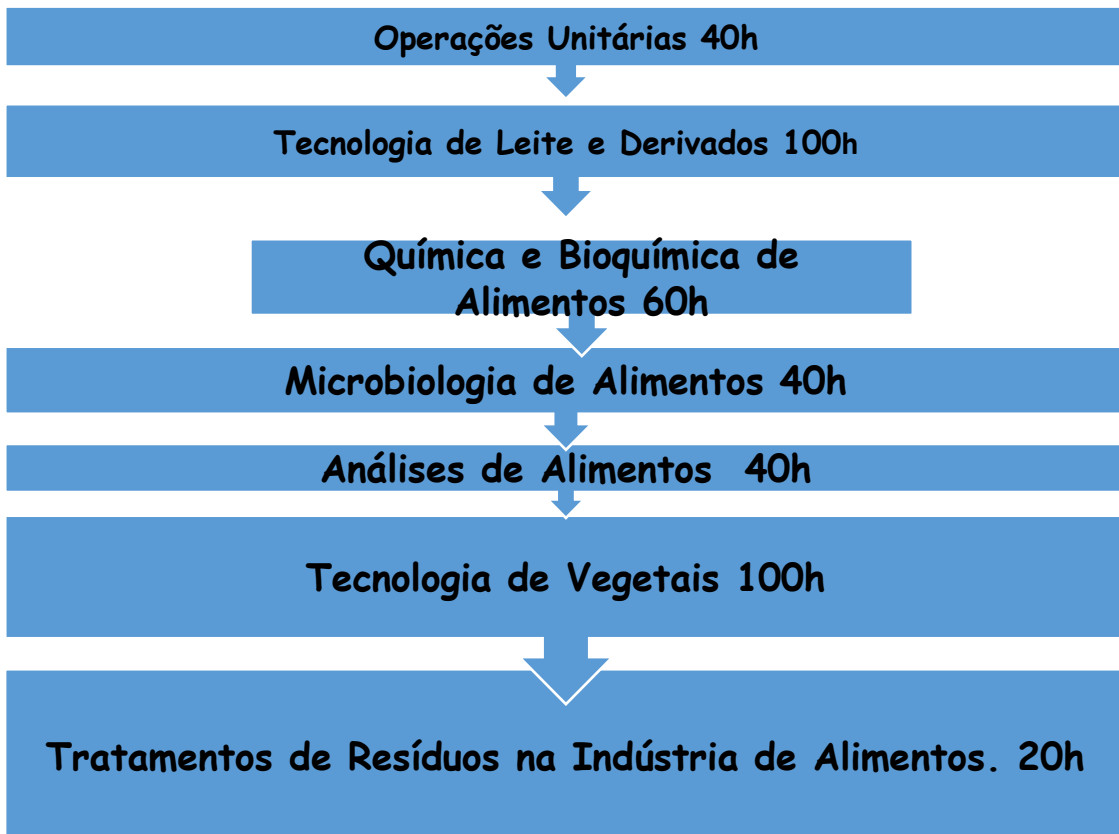 Operações Unitárias 40h
Tecnologia de Leite e Derivados 100h
Química e Bioquímica de
Alimentos 60h
Microbiologia de Alimentos 40h
Análises de Alimentos  40h
Tecnologia de Vegetais 100h
Tratamentos de Resíduos na Indústria de Alimentos. 20h